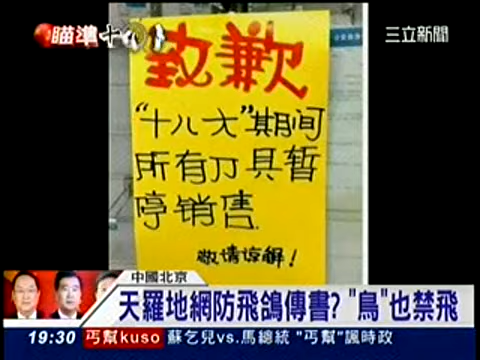 瞄準十八大
三立新聞
致歉
“十八大”期间
所有刀具暂
停销售.
敬请谅解!
中國北京
天羅地網防飛鴿傳書? "鳥"也禁飛
19:30 丐幫kuso 蘇乞兒vs.馬總統 "丐幫"諷時政